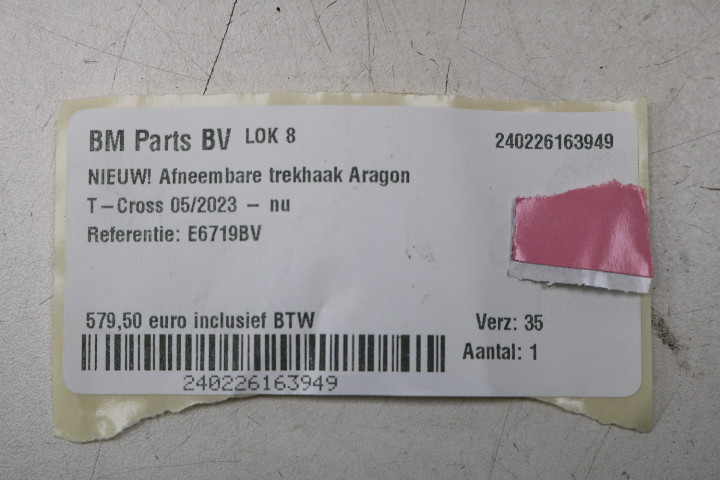 BM Parts BV LOK 8 240226163949
NIEUW! Afneembare trekhaak Aragon
T-Cross 05/2023 - nu
Referentie: E6719BV
579,50 euro inclusief BTW Verz: 35
Aantal: 1
240226163949